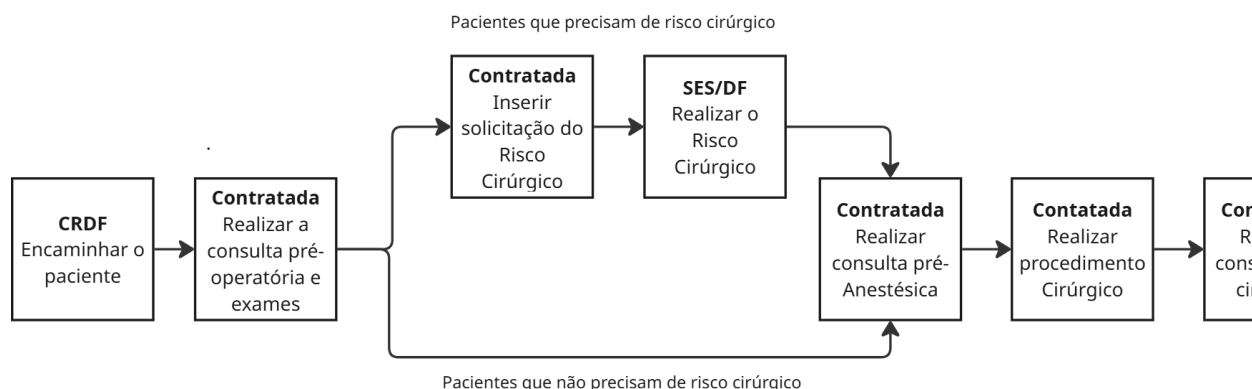 Pacientes que precisam de risco cirúrgico
Contratada
Inserir
solicitação do
Risco
Cirúrgico
SES/DF
Realizar o
Risco
Cirúrgico
CRDF
Encaminhar o
paciente
Contratada
Realizar a
consulta pré-
operatória e
exames
Contratada
Realizar
consulta pré-
Anestésica
Contatada
Realizar
procedimento
Cirúrgico
Pacientes que não precisam de risco cirúrgico